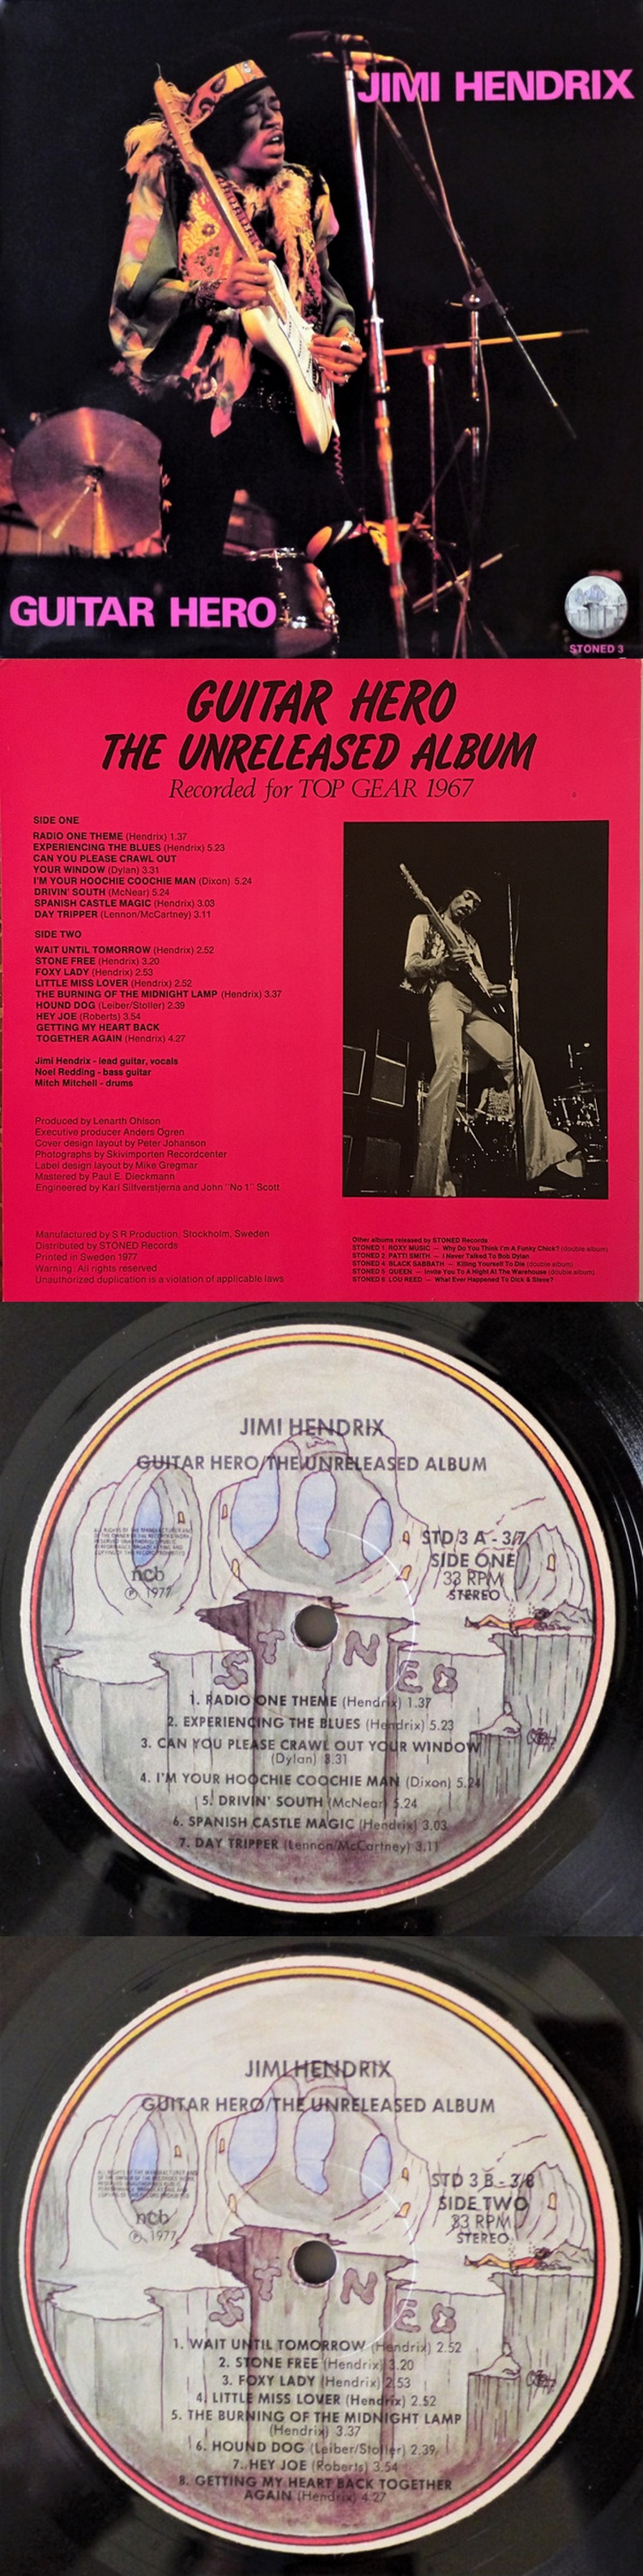 JIMI HENDRIX
GUITAR HERO
STONED 3
GUITAR HERO
THE UNRELEASED ALBUM
Recorded for TOP GEAR 1967
SIDE ONE
RADIO ONE THEME (Hendrix) 1.37
EXPERIENCING THE BLUES (Hendrix) 5.23
CAN YOU PLEASE CRAWL OUT
YOUR WINDOW (Dylan) 3.31
I'M YOUR HOOCHIE COOCHIE MAN (Dixon) 5.24
DRIVIN' SOUTH (McNear) 5.24
SPANISH CASTLE MAGIC (Hendrix) 3.03
DAY TRIPPER (Lennon/McCartney) 3.11
SIDE TWO
WAIT UNTIL TOMORROW (Hendrix) 2.52
STONE FREE (Hendrix) 3.20
FOXY LADY (Hendrix) 2.53
LITTLE MISS LOVER (Hendrix) 2.52
THE BURNING OF THE MIDNIGHT LAMP (Hendrix) 3.37
HOUND DOG (Leiber/Stoller) 2.39
HEY JOE (Roberts) 3.54
GETTING MY HEART BACK
TOGETHER AGAIN (Hendrix) 4.27
Jimi Hendrix - lead guitar, vocals
Noel Redding - bass guitar
Mitch Mitchell - drums
Produced by Lenarth Ohlson
Executive producer Anders Ögren
Cover design layout by Peter Johanson
Photographs by Skivimporten Recordcenter
Label design layout by Mike Gregmar
Mastered by Paul E. Dieckmann
Engineered by Karl Silfverstjerna and John "No 1" Scott
Manufactured by S R Production, Stockholm, Sweden
Distributed by STONED Records
Printed in Sweden 1977
Warning: All rights reserved
Unauthorized duplication is a violation of applicable laws
Other albums released by STONED Records
STONED 1 ROXY MUSIC — Why Do You Think I'm A Funky Chick? (double album)
STONED 2 PATTI SMITH — I Never Talked To Bob Dylan
STONED 4 BLACK SABBATH — Killing Yourself To Die (double album)
STONED 5 QUEEN — Invite You To A Night At The Warehouse (double album)
STONED 6 LOU REED — What Ever Happened To Dick & Steve?
JIMI HENDRIX
GUITAR HERO/THE UNRELEASED ALBUM
STD 3 A - 3/7
SIDE ONE
33 RPM
STEREO
ncb
℗ 1977
STONED
1. RADIO ONE THEME (Hendrix) 1.37
2. EXPERIENCING THE BLUES (Hendrix) 5.23
3. CAN YOU PLEASE CRAWL OUT YOUR WINDOW
(Dylan) 3.31
4. I'M YOUR HOOCHIE COOCHIE MAN (Dixon) 5.24
5. DRIVIN' SOUTH (McNear) 5.24
6. SPANISH CASTLE MAGIC (Hendrix) 3.03
7. DAY TRIPPER (Lennon/McCartney) 3.11
JIMI HENDRIX
GUITAR HERO/THE UNRELEASED ALBUM
STD 3 B - 3/8
SIDE TWO
33 RPM
STEREO
ncb
℗ 1977
STONED
1. WAIT UNTIL TOMORROW (Hendrix) 2.52
2. STONE FREE (Hendrix) 3.20
3. FOXY LADY (Hendrix) 2.53
4. LITTLE MISS LOVER (Hendrix) 2.52
5. THE BURNING OF THE MIDNIGHT LAMP
(Hendrix) 3.37
6. HOUND DOG (Leiber/Stoller) 2.39
7. HEY JOE (Roberts) 3.54
8. GETTING MY HEART BACK TOGETHER
AGAIN (Hendrix) 4.27